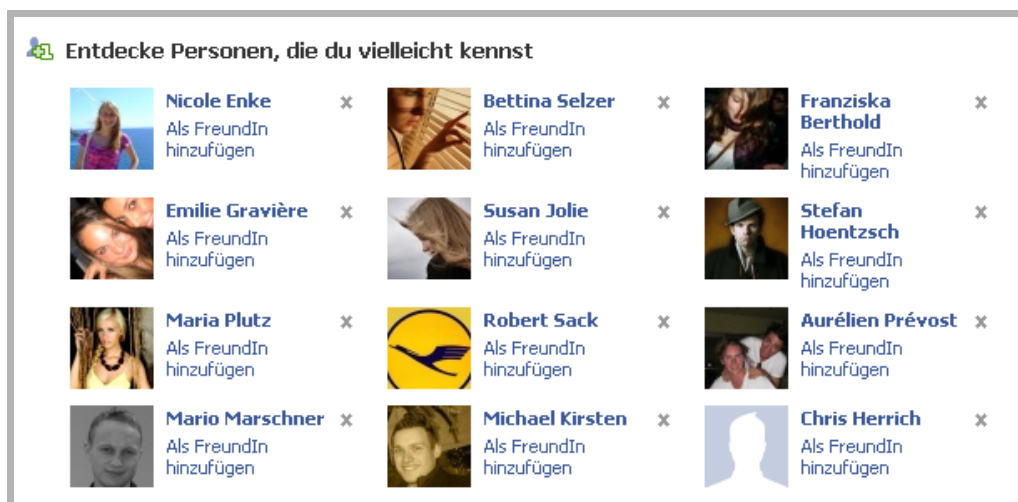 Entdecke Personen, die du vielleicht kennst
Nicole Enke
Als FreundIn
hinzufügen
Bettina Selzer
Als FreundIn
hinzufügen
Franziska
Berthold
Als FreundIn
hinzufügen
Emilie Gravière
Als FreundIn
hinzufügen
Susan Jolie
Als FreundIn
hinzufügen
Stefan
Hoentzsch
Als FreundIn
hinzufügen
Maria Plutz
Als FreundIn
hinzufügen
Robert Sack
Als FreundIn
hinzufügen
Aurélien Prévost
Als FreundIn
hinzufügen
Mario Marschner
Als FreundIn
hinzufügen
Michael Kirsten
Als FreundIn
hinzufügen
Chris Herrich
Als FreundIn
hinzufügen